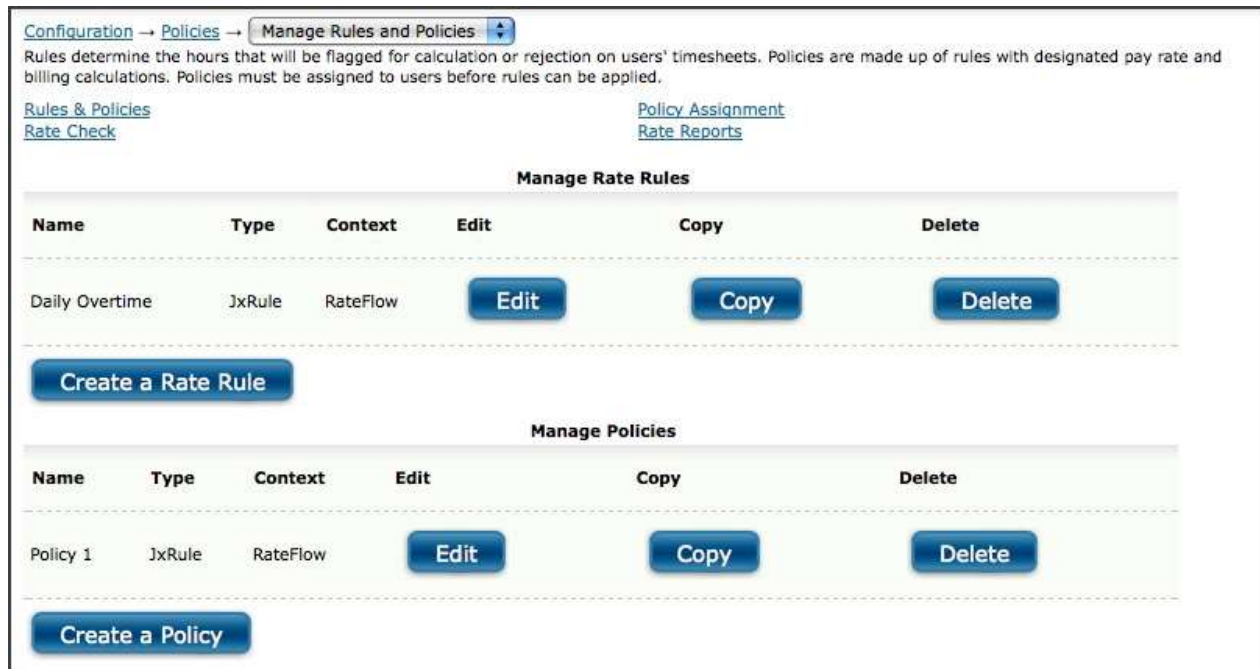 Configuration → Policies → Manage Rules and Policies
Rules determine the hours that will be flagged for calculation or rejection on users' timesheets. Policies are made up of rules with designated pay rate and
billing calculations. Policies must be assigned to users before rules can be applied.
Rules & Policies Policy Assignment
Rate Check Rate Reports
Manage Rate Rules
Name Type Context Edit Copy Delete
Daily Overtime JxRule RateFlow Edit Copy Delete
Create a Rate Rule
Manage Policies
Name Type Context Edit Copy Delete
Policy 1 JxRule RateFlow Edit Copy Delete
Create a Policy